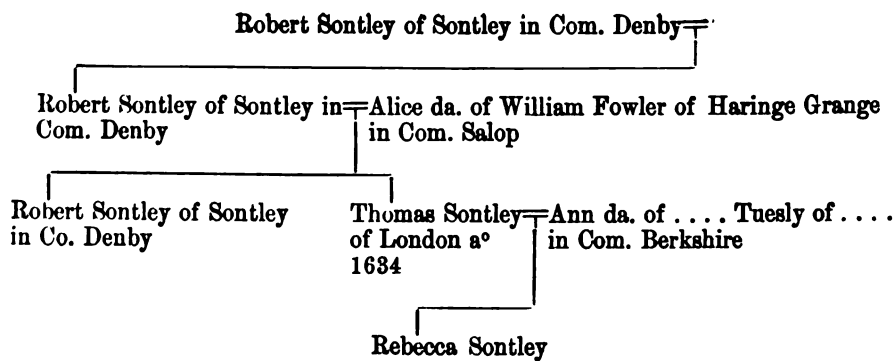 Robert Sontley of Sontley in Com. Denby=
Robert Sontley of Sontley in=Alice da. of William Fowler of Haringe Grange
Com. Denby in Com. Salop
Robert Sontley of Sontley
in Co. Denby
Thomas Sontley=Ann da. of .... Tuesly of ....
of London aº in Com. Berkshire
1634
Rebecca Sontley